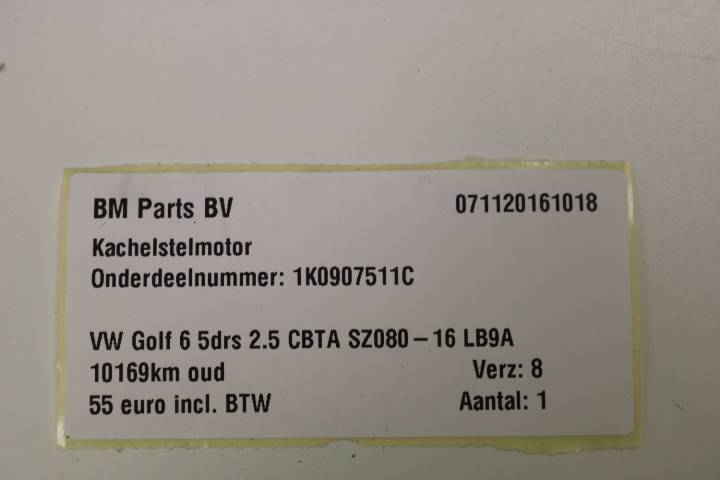 BM Parts BV 071120161018
Kachelstelmotor
Onderdeelnummer: 1K0907511C
VW Golf 6 5drs 2.5 CBTA SZ080-16 LB9A
10169km oud Verz: 8
55 euro incl. BTW Aantal: 1